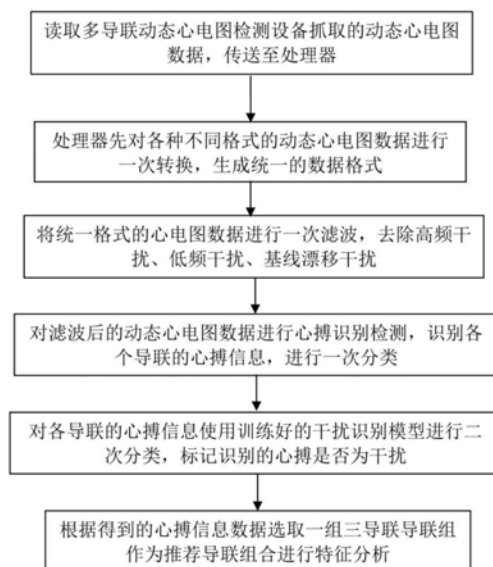 读取多导联动态心电图检测设备抓取的动态心电图
数据，传送至处理器
处理器先对各种不同格式的动态心电图数据进行
一次转换，生成统一的数据格式
将统一格式的心电图数据进行一次滤波，去除高频干
扰、低频干扰、基线漂移干扰
对滤波后的动态心电图数据进行心搏识别检测，识别各
个导联的心搏信息，进行一次分类
对各导联的心搏信息使用训练好的干扰识别模型进行二
次分类，标记识别的心搏是否为干扰
根据得到的心搏信息数据选取一组三导联导联组
作为推荐导联组合进行特征分析